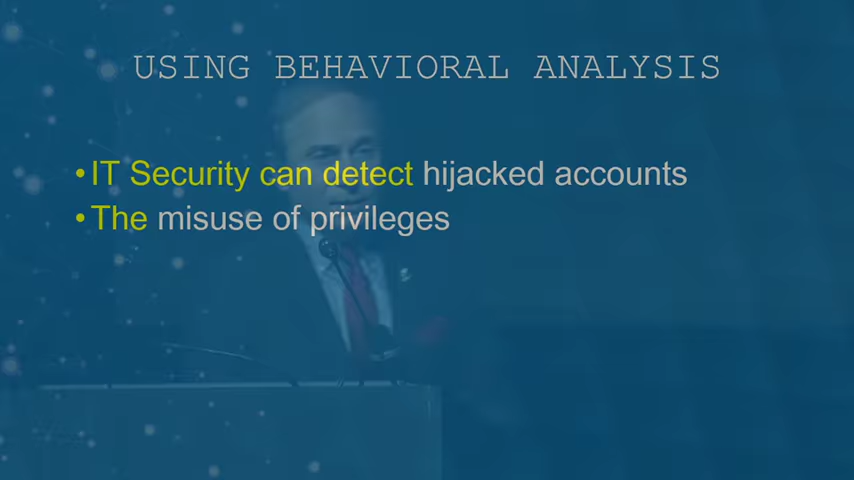 USING BEHAVIORAL ANALYSIS
•IT Security can detect hijacked accounts
•The misuse of privileges